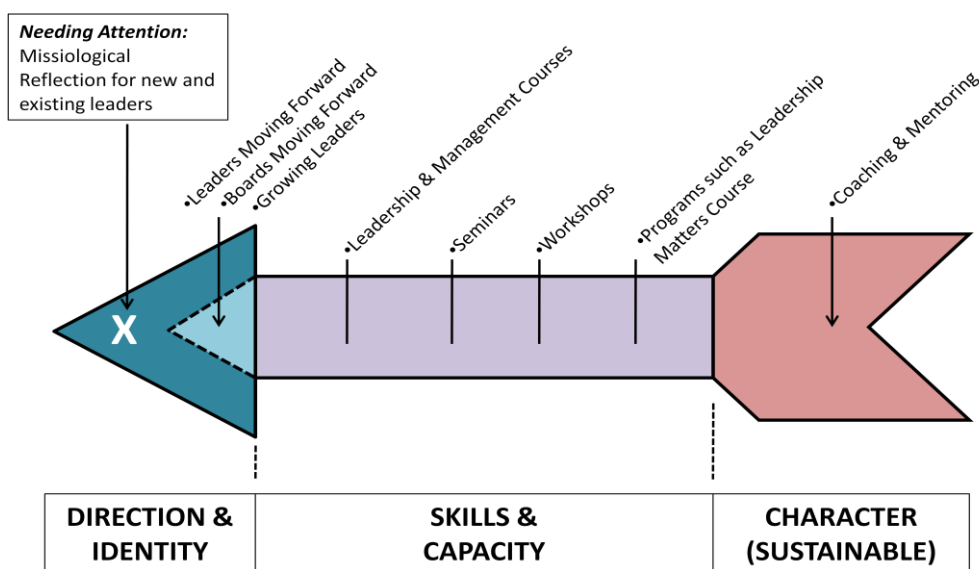 Needing Attention:
Missiological
Reflection for new and
existing leaders
•Leaders Moving Forward
•Boards Moving Forward
•Growing Leaders
•Leadership & Management Courses
•Seminars
•Workshops
•Programs such as Leadership
Matters Course
•Coaching & Mentoring
X
DIRECTION &
IDENTITY
SKILLS &
CAPACITY
CHARACTER
(SUSTAINABLE)